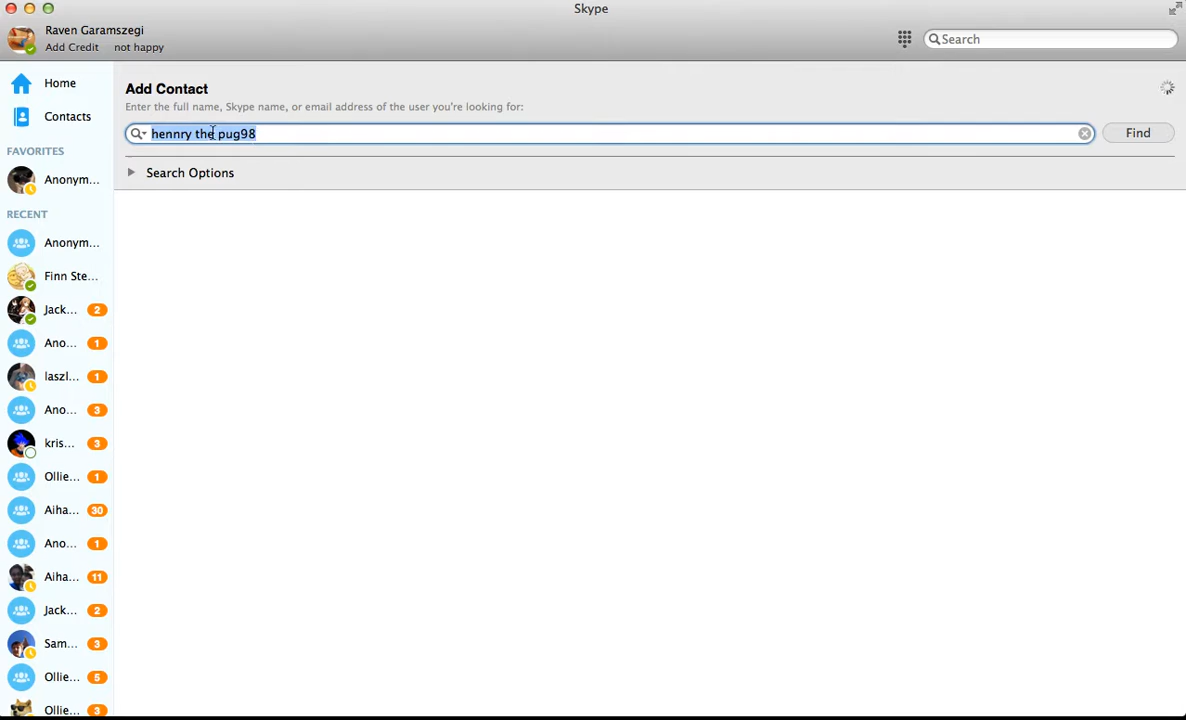 Skype
Raven Garamszegi
Add Credit not happy
Search
Home
Contacts
FAVORITES
Anonym...
RECENT
Anonym...
Finn Ste...
Jack... 2
Ano... 1
laszl... 1
Ano... 3
kris... 3
Ollie... 1
Aiha... 30
Ano... 1
Aiha... 11
Jack... 2
Sam... 3
Ollie... 5
Ollie... 3
Add Contact
Enter the full name, Skype name, or email address of the user you're looking for:
hennry the pug98
Find
Search Options